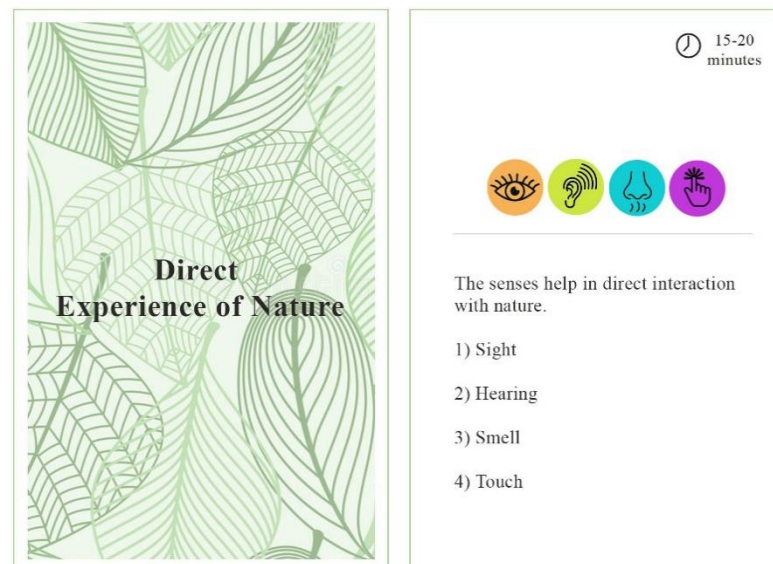 Direct
Experience of Nature
15-20
minutes
The senses help in direct interaction
with nature.
1) Sight
2) Hearing
3) Smell
4) Touch